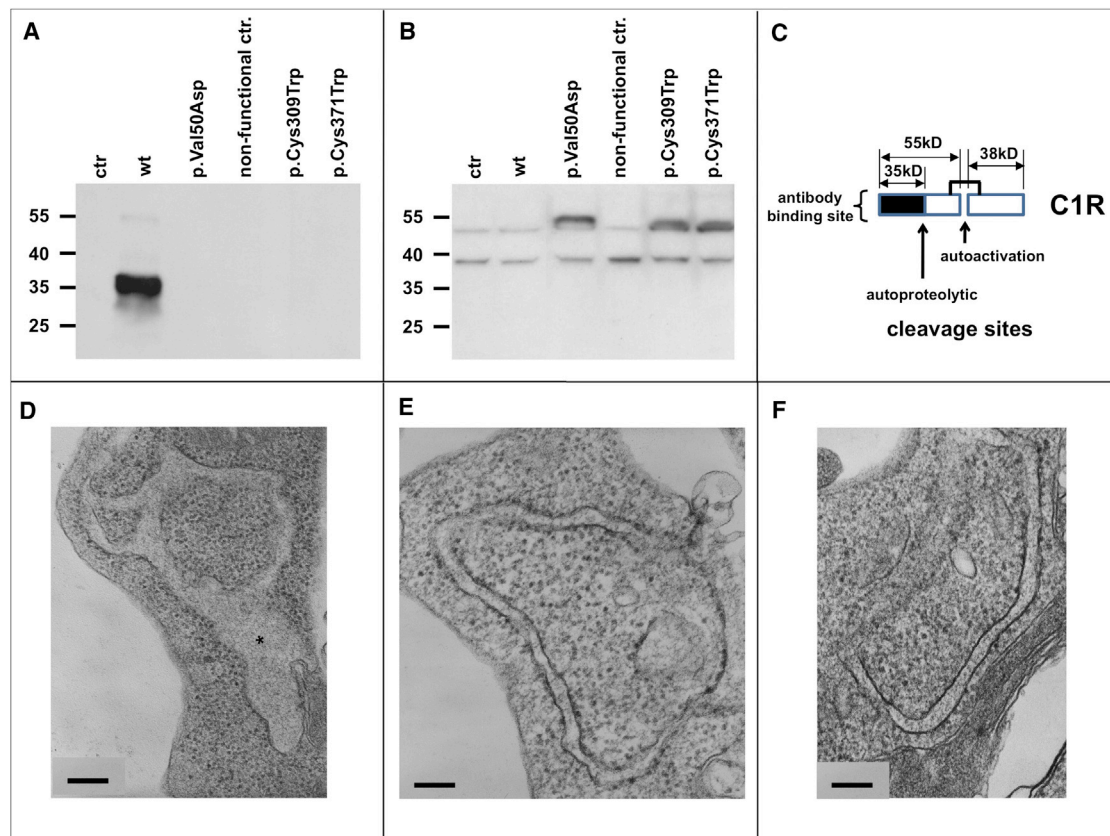 A
ctr
wt
p.Val50Asp
non-functional ctr.
p.Cys309Trp
p.Cys371Trp
55
40
35
25
B
ctr
wt
p.Val50Asp
non-functional ctr.
p.Cys309Trp
p.Cys371Trp
55
40
35
25
C
55kD
38kD
35kD
antibody
binding site
C1R
autoactivation
autoproteolytic
cleavage sites
D
*
E
F